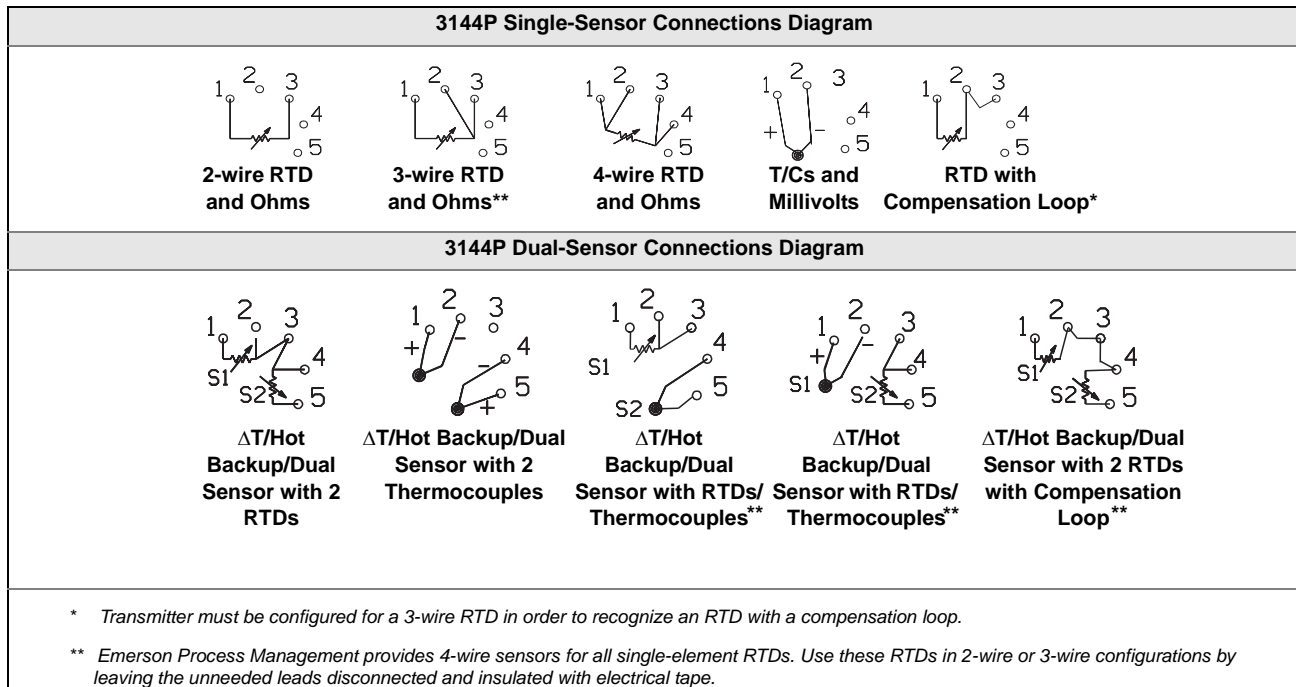 3144P Single-Sensor Connections Diagram
1 2 3 4 5
1 2 3 4 5
1 2 3 4 5
1 2 3 4 5 + -
1 2 3 4 5
2-wire RTD
and Ohms
3-wire RTD
and Ohms**
4-wire RTD
and Ohms
T/Cs and
Millivolts
RTD with
Compensation Loop*
3144P Dual-Sensor Connections Diagram
1 2 3 4 5 S1 S2
1 2 3 4 5 + - - +
1 2 3 4 5 S1 S2
1 2 3 4 5 + - S1 S2
1 2 3 4 5 S1 S2
ΔT/Hot
Backup/Dual
Sensor with 2
RTDs
ΔT/Hot Backup/Dual
Sensor with 2
Thermocouples
ΔT/Hot
Backup/Dual
Sensor with RTDs/
Thermocouples**
ΔT/Hot
Backup/Dual
Sensor with RTDs/
Thermocouples**
ΔT/Hot Backup/Dual
Sensor with 2 RTDs
with Compensation
Loop**
* Transmitter must be configured for a 3-wire RTD in order to recognize an RTD with a compensation loop.
** Emerson Process Management provides 4-wire sensors for all single-element RTDs. Use these RTDs in 2-wire or 3-wire configurations by
leaving the unneeded leads disconnected and insulated with electrical tape.